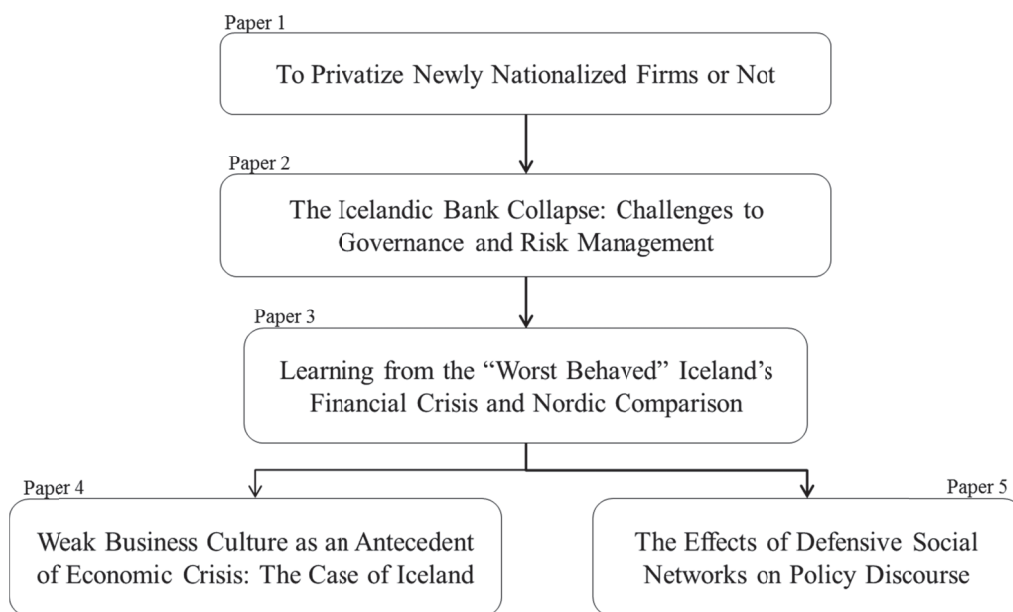 Paper 1
To Privatize Newly Nationalized Firms or Not
Paper 2
The Icelandic Bank Collapse: Challenges to
Governance and Risk Management
Paper 3
Learning from the “Worst Behaved” Iceland’s
Financial Crisis and Nordic Comparison
Paper 4
Weak Business Culture as an Antecedent
of Economic Crisis: The Case of Iceland
Paper 5
The Effects of Defensive Social
Networks on Policy Discourse